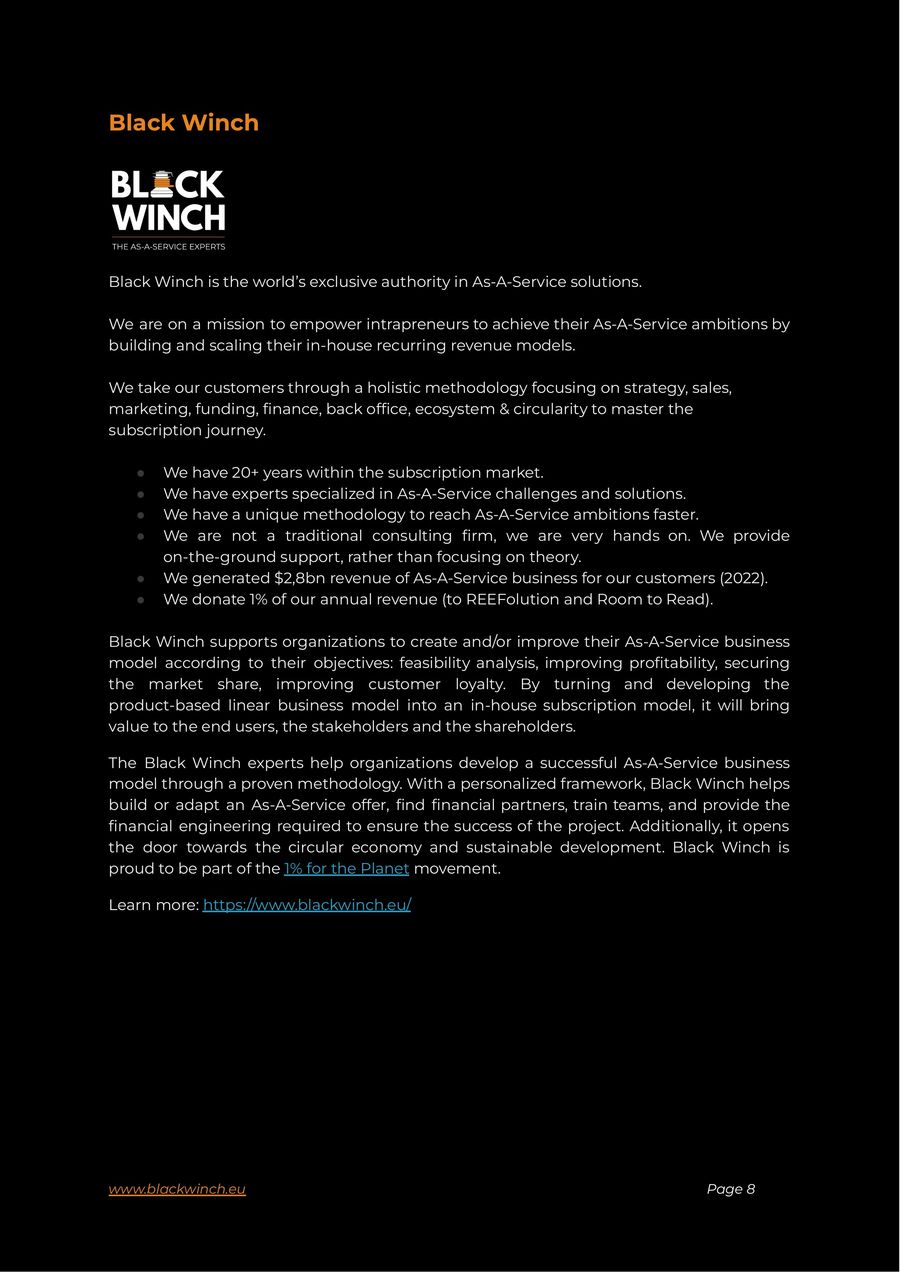 Black Winch
BLACK
WINCH
THE AS-A-SERVICE EXPERTS
Black Winch is the world’s exclusive authority in As-A-Service solutions.
We are on a mission to empower intrapreneurs to achieve their As-A-Service ambitions by
building and scaling their in-house recurring revenue models.
We take our customers through a holistic methodology focusing on strategy, sales,
marketing, funding, finance, back office, ecosystem & circularity to master the
subscription journey.
● We have 20+ years within the subscription market.
● We have experts specialized in As-A-Service challenges and solutions.
● We have a unique methodology to reach As-A-Service ambitions faster.
● We are not a traditional consulting firm, we are very hands on. We provide
on-the-ground support, rather than focusing on theory.
● We generated $2,8bn revenue of As-A-Service business for our customers (2022).
● We donate 1% of our annual revenue (to REEFolution and Room to Read).
Black Winch supports organizations to create and/or improve their As-A-Service business
model according to their objectives: feasibility analysis, improving profitability, securing
the market share, improving customer loyalty. By turning and developing the
product-based linear business model into an in-house subscription model, it will bring
value to the end users, the stakeholders and the shareholders.
The Black Winch experts help organizations develop a successful As-A-Service business
model through a proven methodology. With a personalized framework, Black Winch helps
build or adapt an As-A-Service offer, find financial partners, train teams, and provide the
financial engineering required to ensure the success of the project. Additionally, it opens
the door towards the circular economy and sustainable development. Black Winch is
proud to be part of the 1% for the Planet movement.
Learn more: https://www.blackwinch.eu/
www.blackwinch.eu Page 8